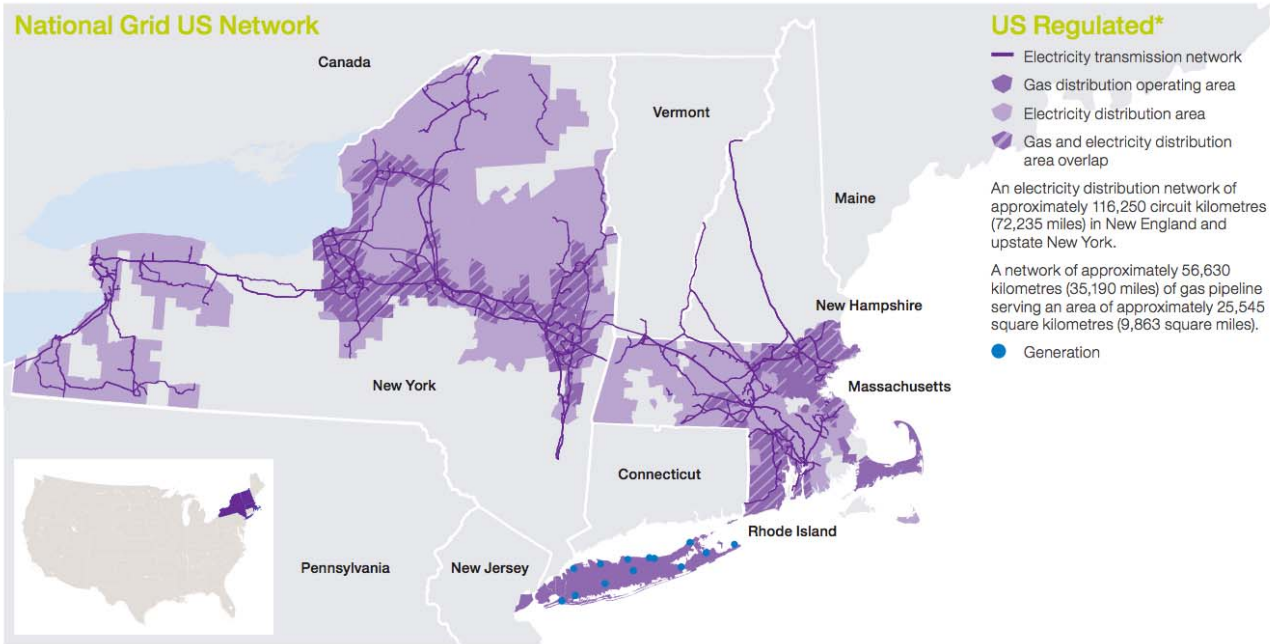 National Grid US Network
US Regulated*
Electricity transmission network
Gas distribution operating area
Electricity distribution area
Gas and electricity distribution
area overlap
An electricity distribution network of
approximately 116,250 circuit kilometres
(72,235 miles) in New England and
upstate New York.
A network of approximately 56,630
kilometres (35,190 miles) of gas pipeline
serving an area of approximately 25,545
square kilometres (9,863 square miles).
Generation
Canada
Vermont
Maine
New Hampshire
New York
Massachusetts
Connecticut
Rhode Island
Pennsylvania
New Jersey